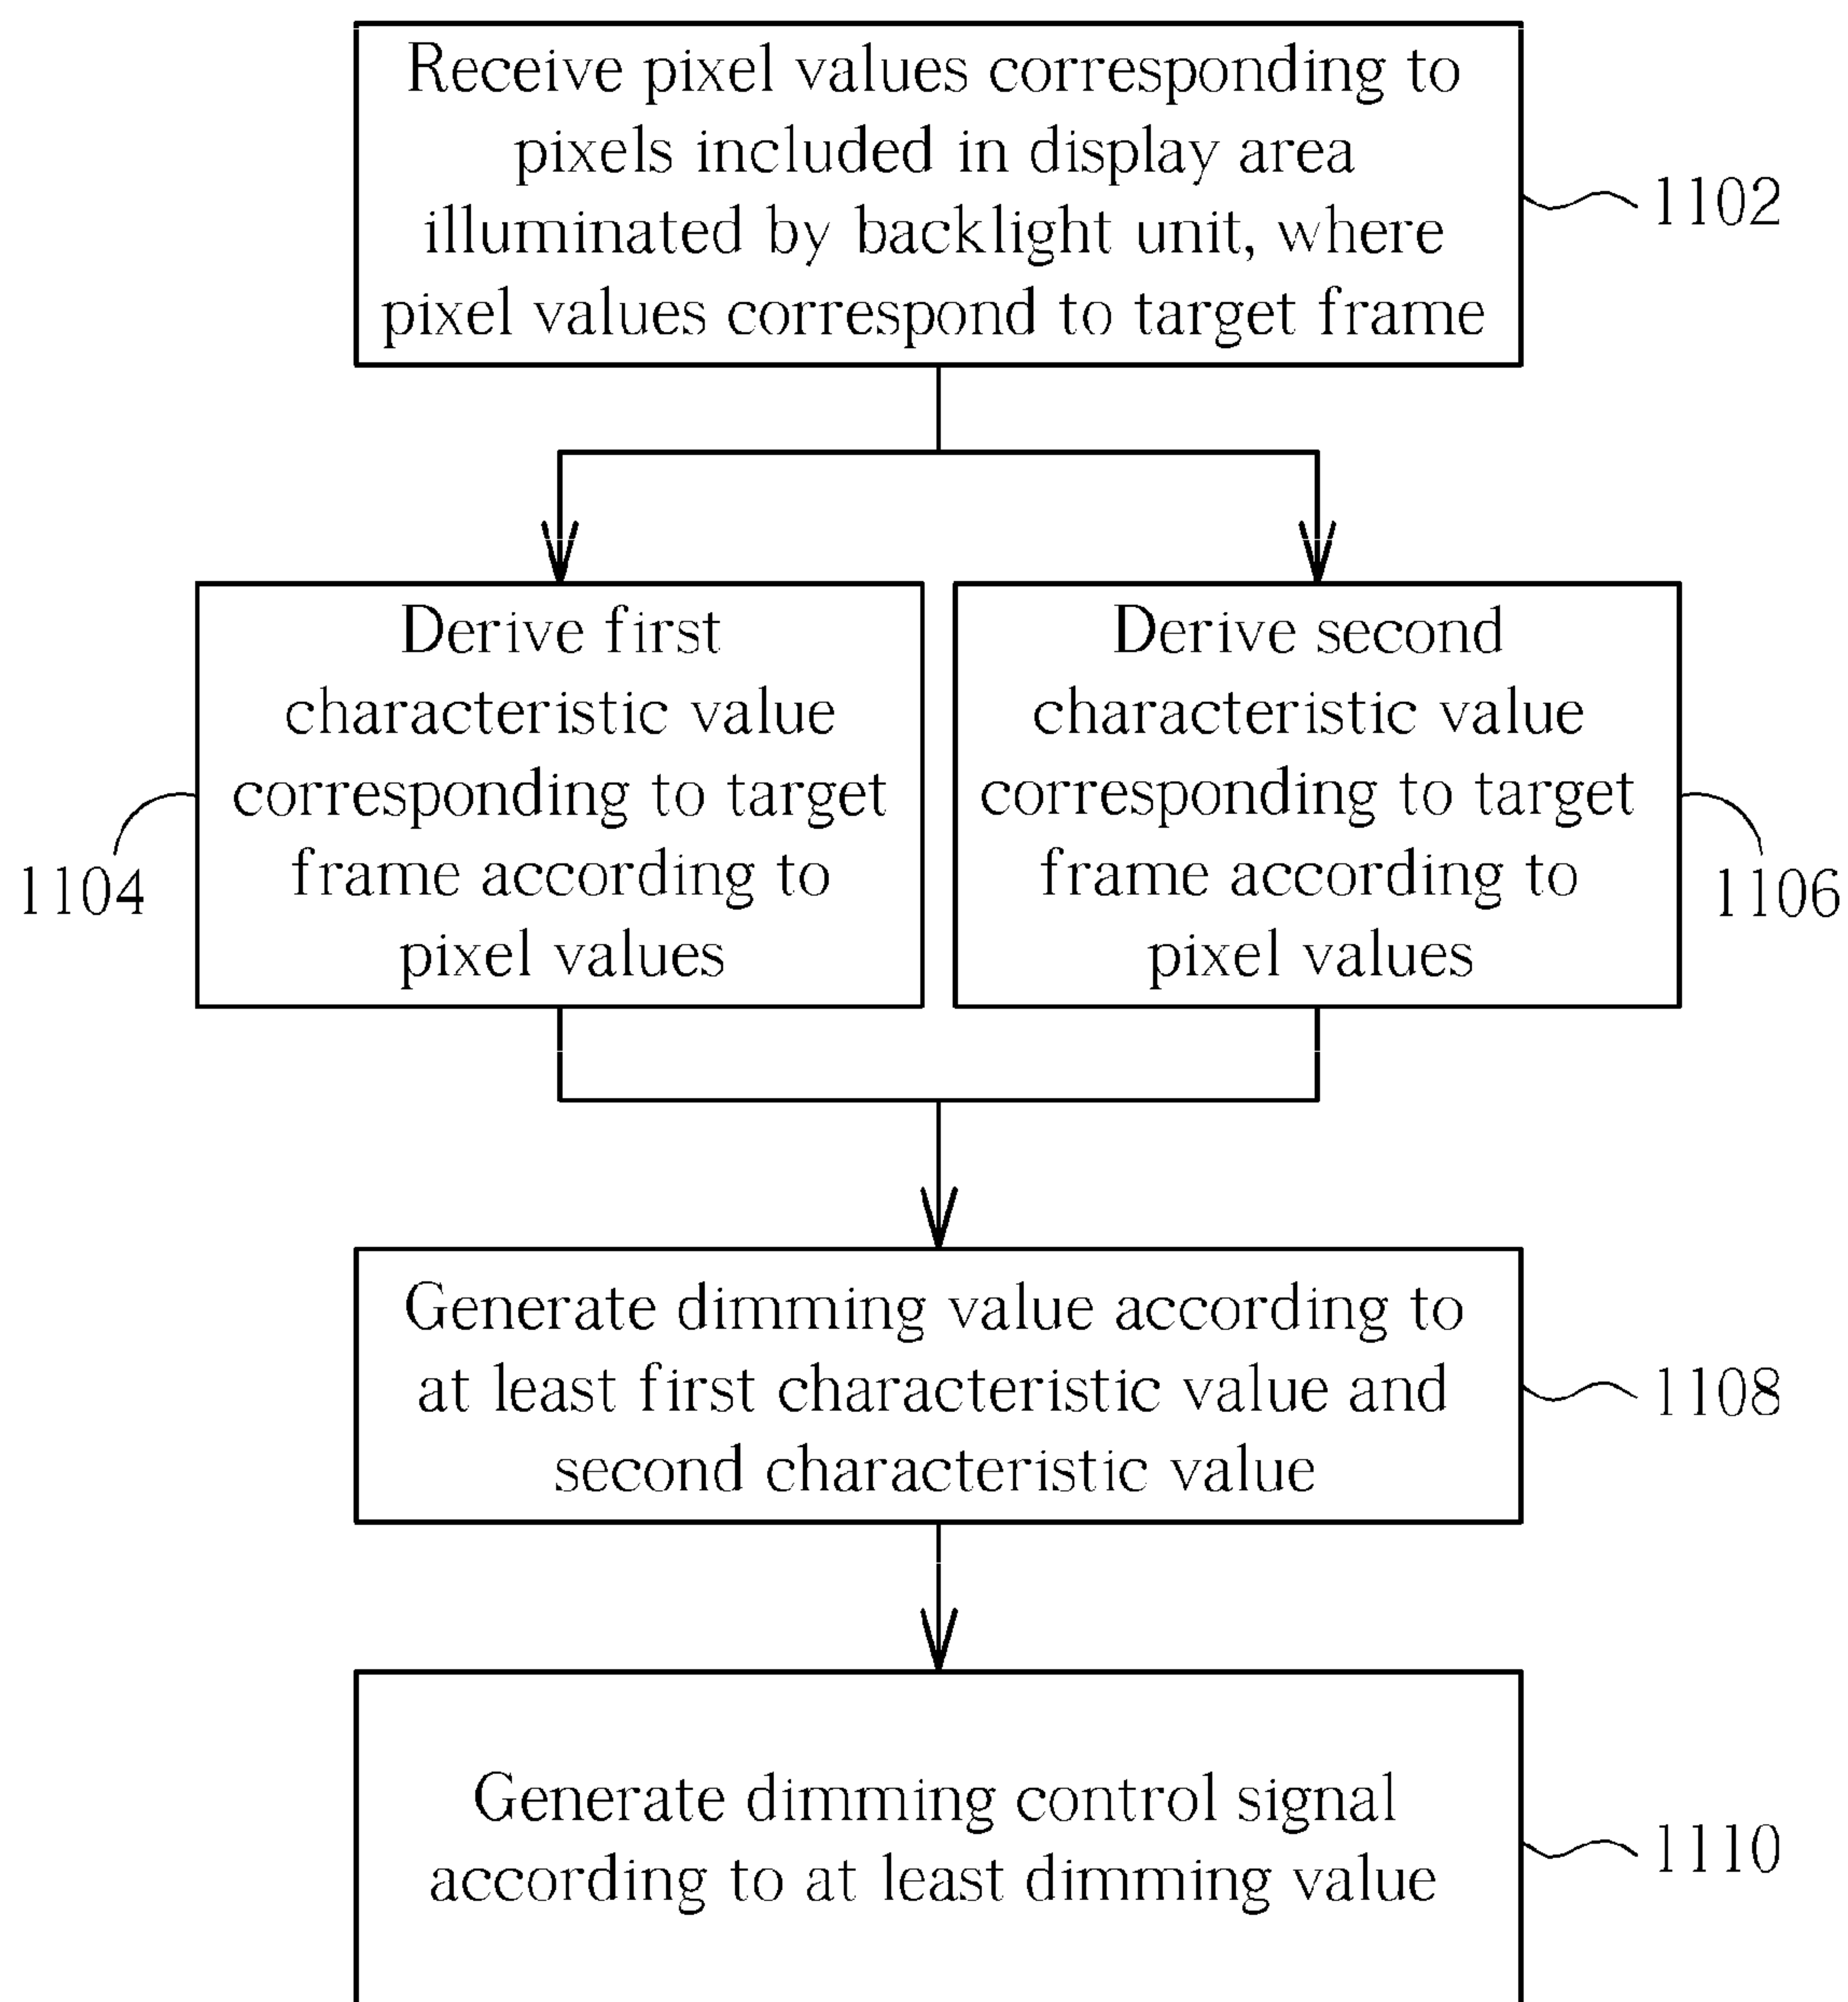 Receive pixel values corresponding to
pixels included in display area
illuminated by backlight unit, where
pixel values correspond to target frame
1102
Derive first
characteristic value
corresponding to target
frame according to
pixel values
1104
Derive second
characteristic value
corresponding to target
frame according to
pixel values
1106
Generate dimming value according to
at least first characteristic value and
second characteristic value
1108
Generate dimming control signal
according to at least dimming value
1110